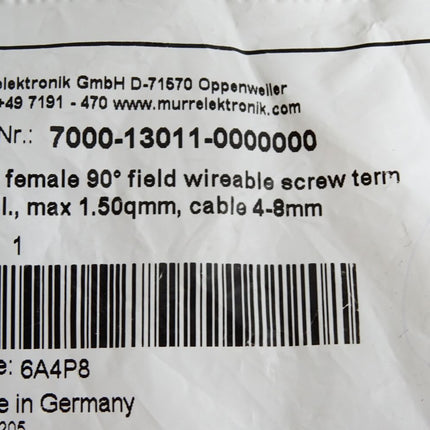 elektronik GmbH D-71570 Oppenweiler
+49 7191 - 470 www.murrelektronik.com
Nr.: 7000-13011-0000000
female 90° field wireable screw term
l., max 1.50qmm, cable 4-8mm
1
e: 6A4P8
e in Germany
205